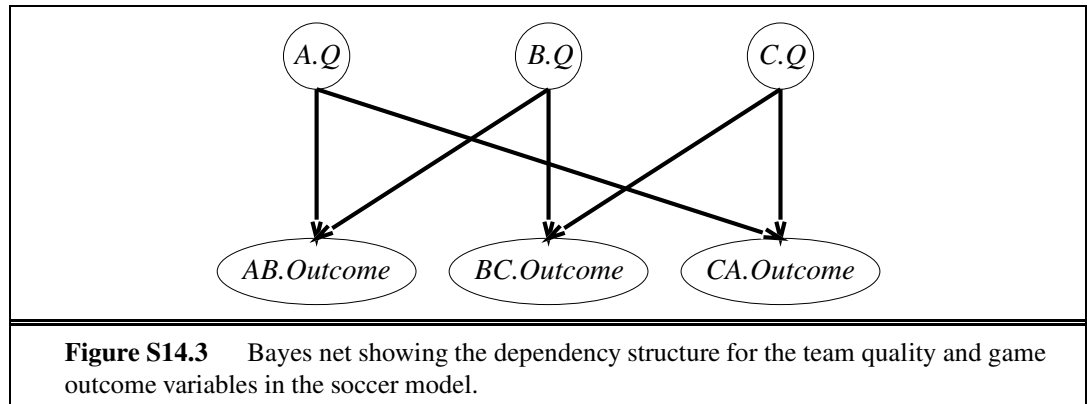 A.Q B.Q C.Q
AB.Outcome BC.Outcome CA.Outcome
Figure S14.3 Bayes net showing the dependency structure for the team quality and game
outcome variables in the soccer model.